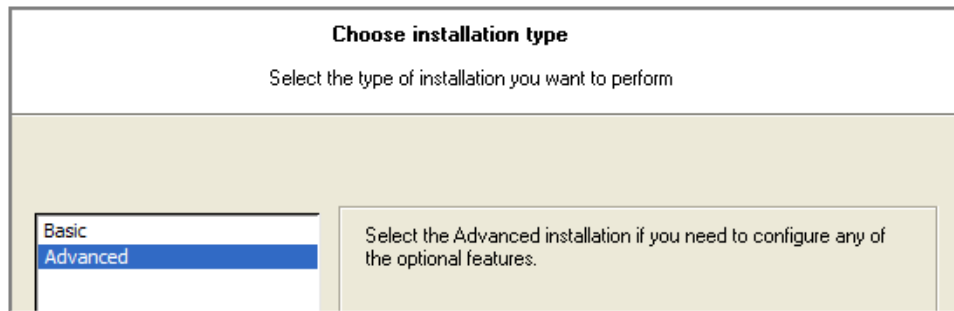 Choose installation type
Select the type of installation you want to perform
Basic
Advanced
Select the Advanced installation if you need to configure any of
the optional features.